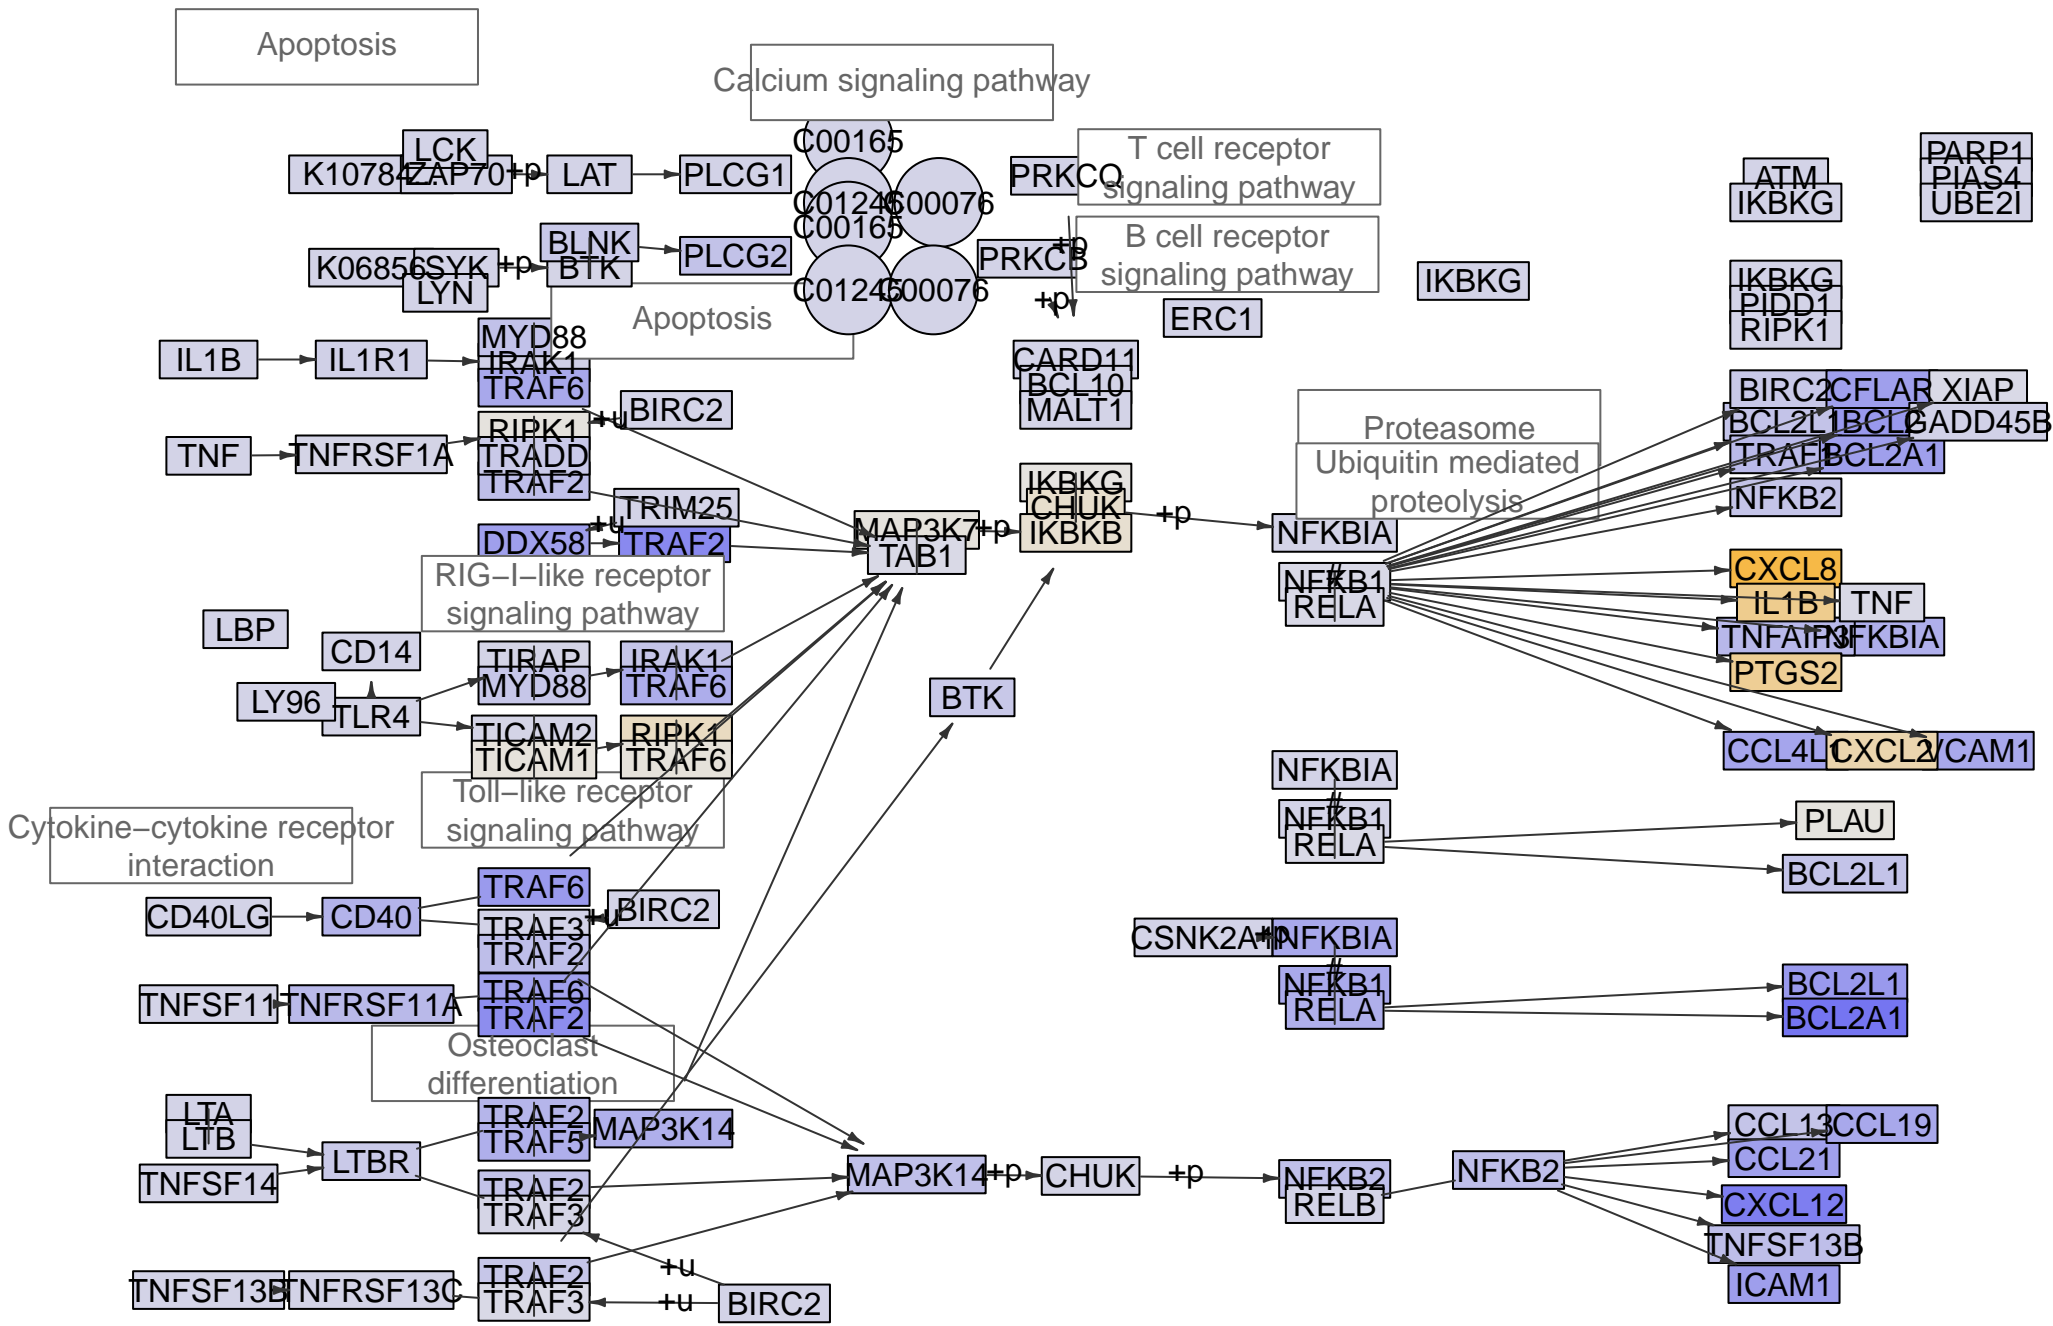 Apoptosis
Calcium signaling pathway
LCK
K10784
ZAP70
+p
LAT
PLCG1
C00165
C01245
C00076
PRKCQ
T cell receptor
signaling pathway
ATM
IKBKG
PARP1
PIAS4
UBE2I
K06856
SYK
LYN
+p
BLNK
BTK
PLCG2
C00165
C01245
C00076
PRKCB
+p
+p
B cell receptor
signaling pathway
ERC1
IKBKG
IKBKG
PIDD1
RIPK1
Apoptosis
IL1B
IL1R1
MYD88
IRAK1
TRAF6
CARD11
BCL10
MALT1
TNF
TNFRSF1A
RIPK1
TRADD
TRAF2
+u
BIRC2
Proteasome
Ubiquitin mediated
proteolysis
BIRC2
CFLAR
XIAP
BCL2L1
BCL2
GADD45B
TRAF1
BCL2A1
NFKB2
TRIM25
+u
DDX58
TRAF2
MAP3K7
TAB1
+p
IKBKG
CHUK
IKBKB
+p
NFKBIA
NFKB1
RELA
CXCL8
IL1B
TNF
TNFAIP3
NFKBIA
PTGS2
CCL4L1
CXCL2
VCAM1
RIG−I−like receptor
signaling pathway
LBP
CD14
LY96
TLR4
TIRAP
MYD88
IRAK1
TRAF6
TICAM2
TICAM1
RIPK1
TRAF6
BTK
Toll−like receptor
signaling pathway
Cytokine−cytokine receptor
interaction
NFKBIA
//
NFKB1
RELA
PLAU
BCL2L1
CD40LG
CD40
TRAF6
TRAF3
TRAF2
+u
BIRC2
TNFSF11
TNFRSF11A
TRAF6
TRAF2
CSNK2A1
+p
NFKBIA
//
NFKB1
RELA
BCL2L1
BCL2A1
Osteoclast
differentiation
LTA
LTB
TNFSF14
LTBR
TRAF2
TRAF5
MAP3K14
TRAF2
TRAF3
MAP3K14
+p
CHUK
+p
NFKB2
RELB
NFKB2
CCL13
CCL19
CCL21
CXCL12
TNFSF13B
ICAM1
TNFSF13B
TNFRSF13C
TRAF2
TRAF3
+u
+u
BIRC2